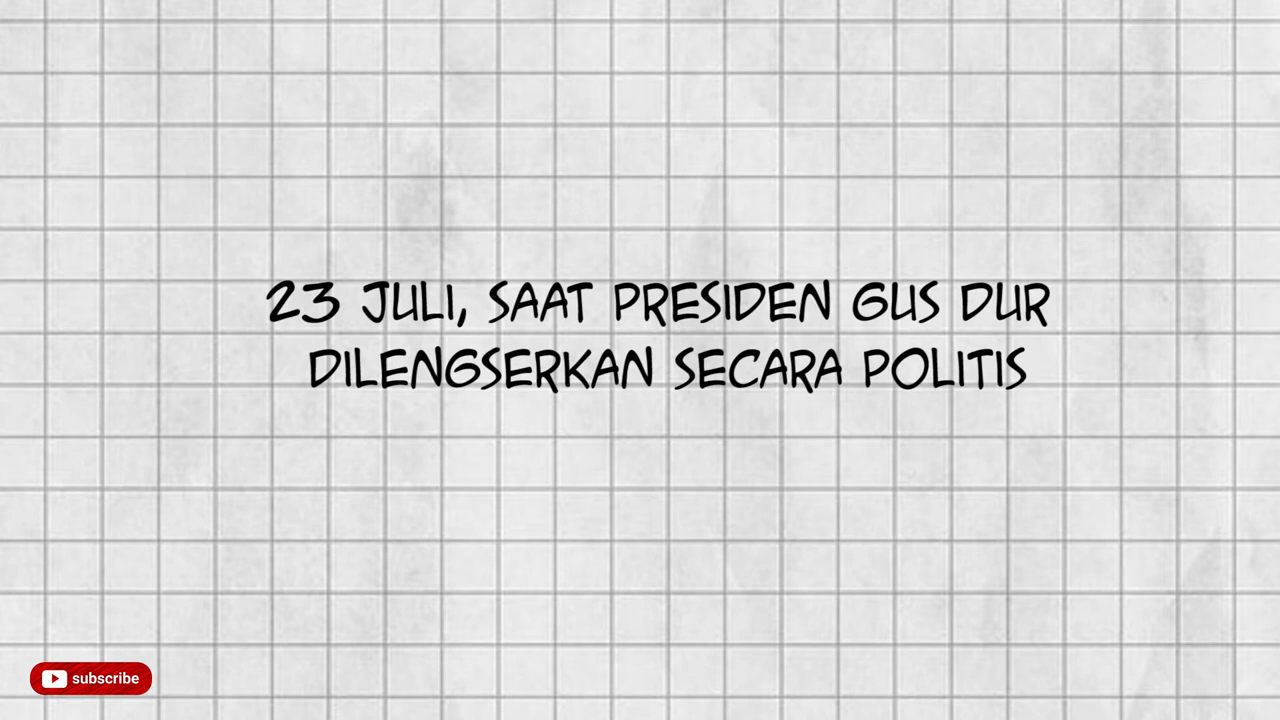 23 JULI, SAAT PRESIDEN GUS DUR
DILENGSERKAN SECARA POLITIS
subscribe